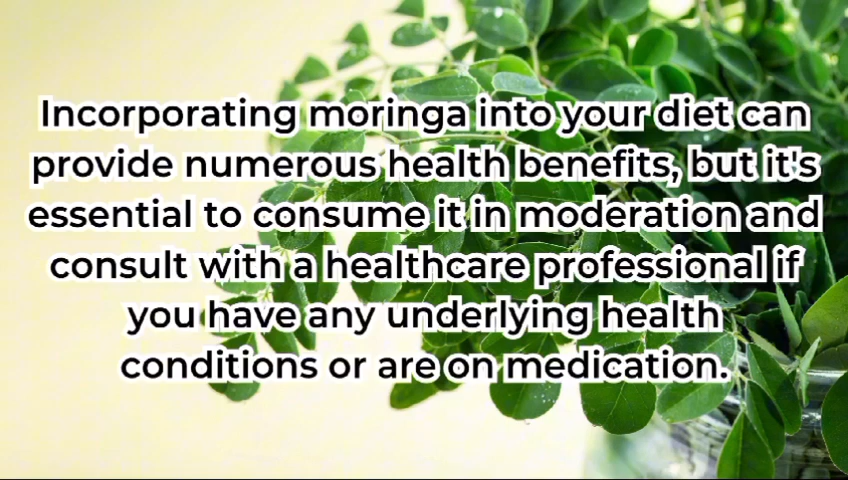 Incorporating moringa into your diet can
provide numerous health benefits, but it's
essential to consume it in moderation and
consult with a healthcare professional if
you have any underlying health
conditions or are on medication.